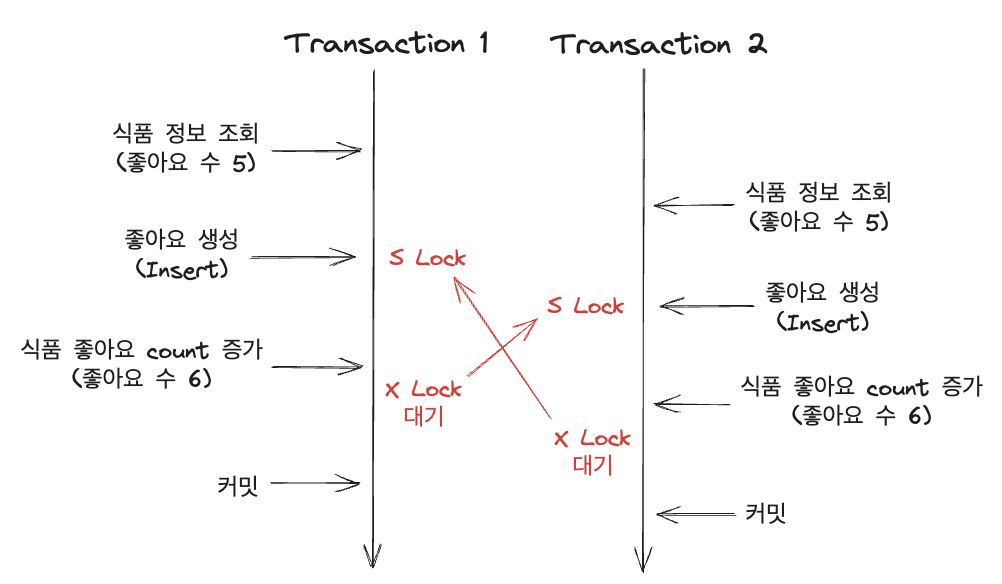 Transaction 1
Transaction 2
식품 정보 조회
(좋아요 수 5)
식품 정보 조회
(좋아요 수 5)
좋아요 생성
(Insert)
S Lock
S Lock
좋아요 생성
(Insert)
식품 좋아요 count 증가
(좋아요 수 6)
X Lock
대기
식품 좋아요 count 증가
(좋아요 수 6)
X Lock
대기
커밋
커밋